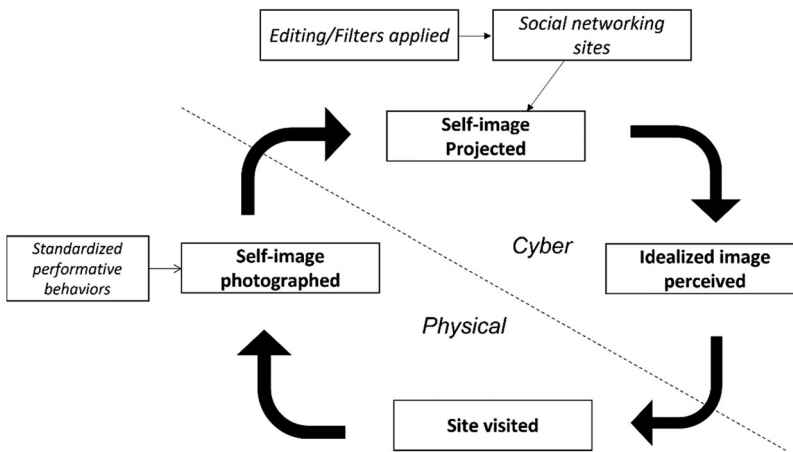 Editing/Filters applied
Social networking
sites
Self-image
Projected
Standardized
performative
behaviors
Self-image
photographed
Cyber
Idealized image
perceived
Physical
Site visited